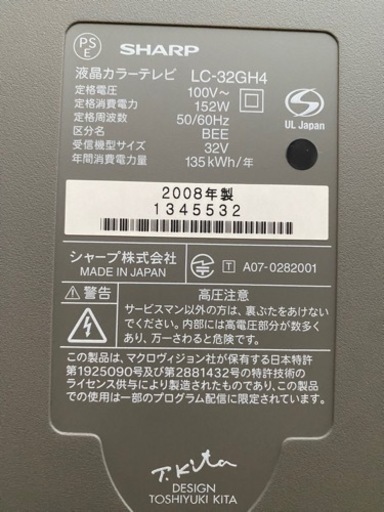 PS E
SHARP
液晶カラーテレビ LC-32GH4
定格電圧 100V～
定格消費電力 152W
定格周波数 50/60Hz
区分名 BEE
受信機型サイズ 32V
年間消費電力量 135kWh/年
UL Japan
2008年製
1345532
シャープ株式会社
MADE IN JAPAN
T A07-0282001
警告 高圧注意
サービスマン以外の方は、裏ぶたをあけない
でください。内部には高電圧部分が数多く
あり、万一さわると危険です。
この製品は、マクロヴィジョン社が保有する日本特許
第1925090号及び第2881432号の特許技術の
ライセンス供与により製造されたもので、この製品
での使用は一部のプログラム配信に限定されています。
T.Kita
DESIGN
TOSHIYUKI KITA